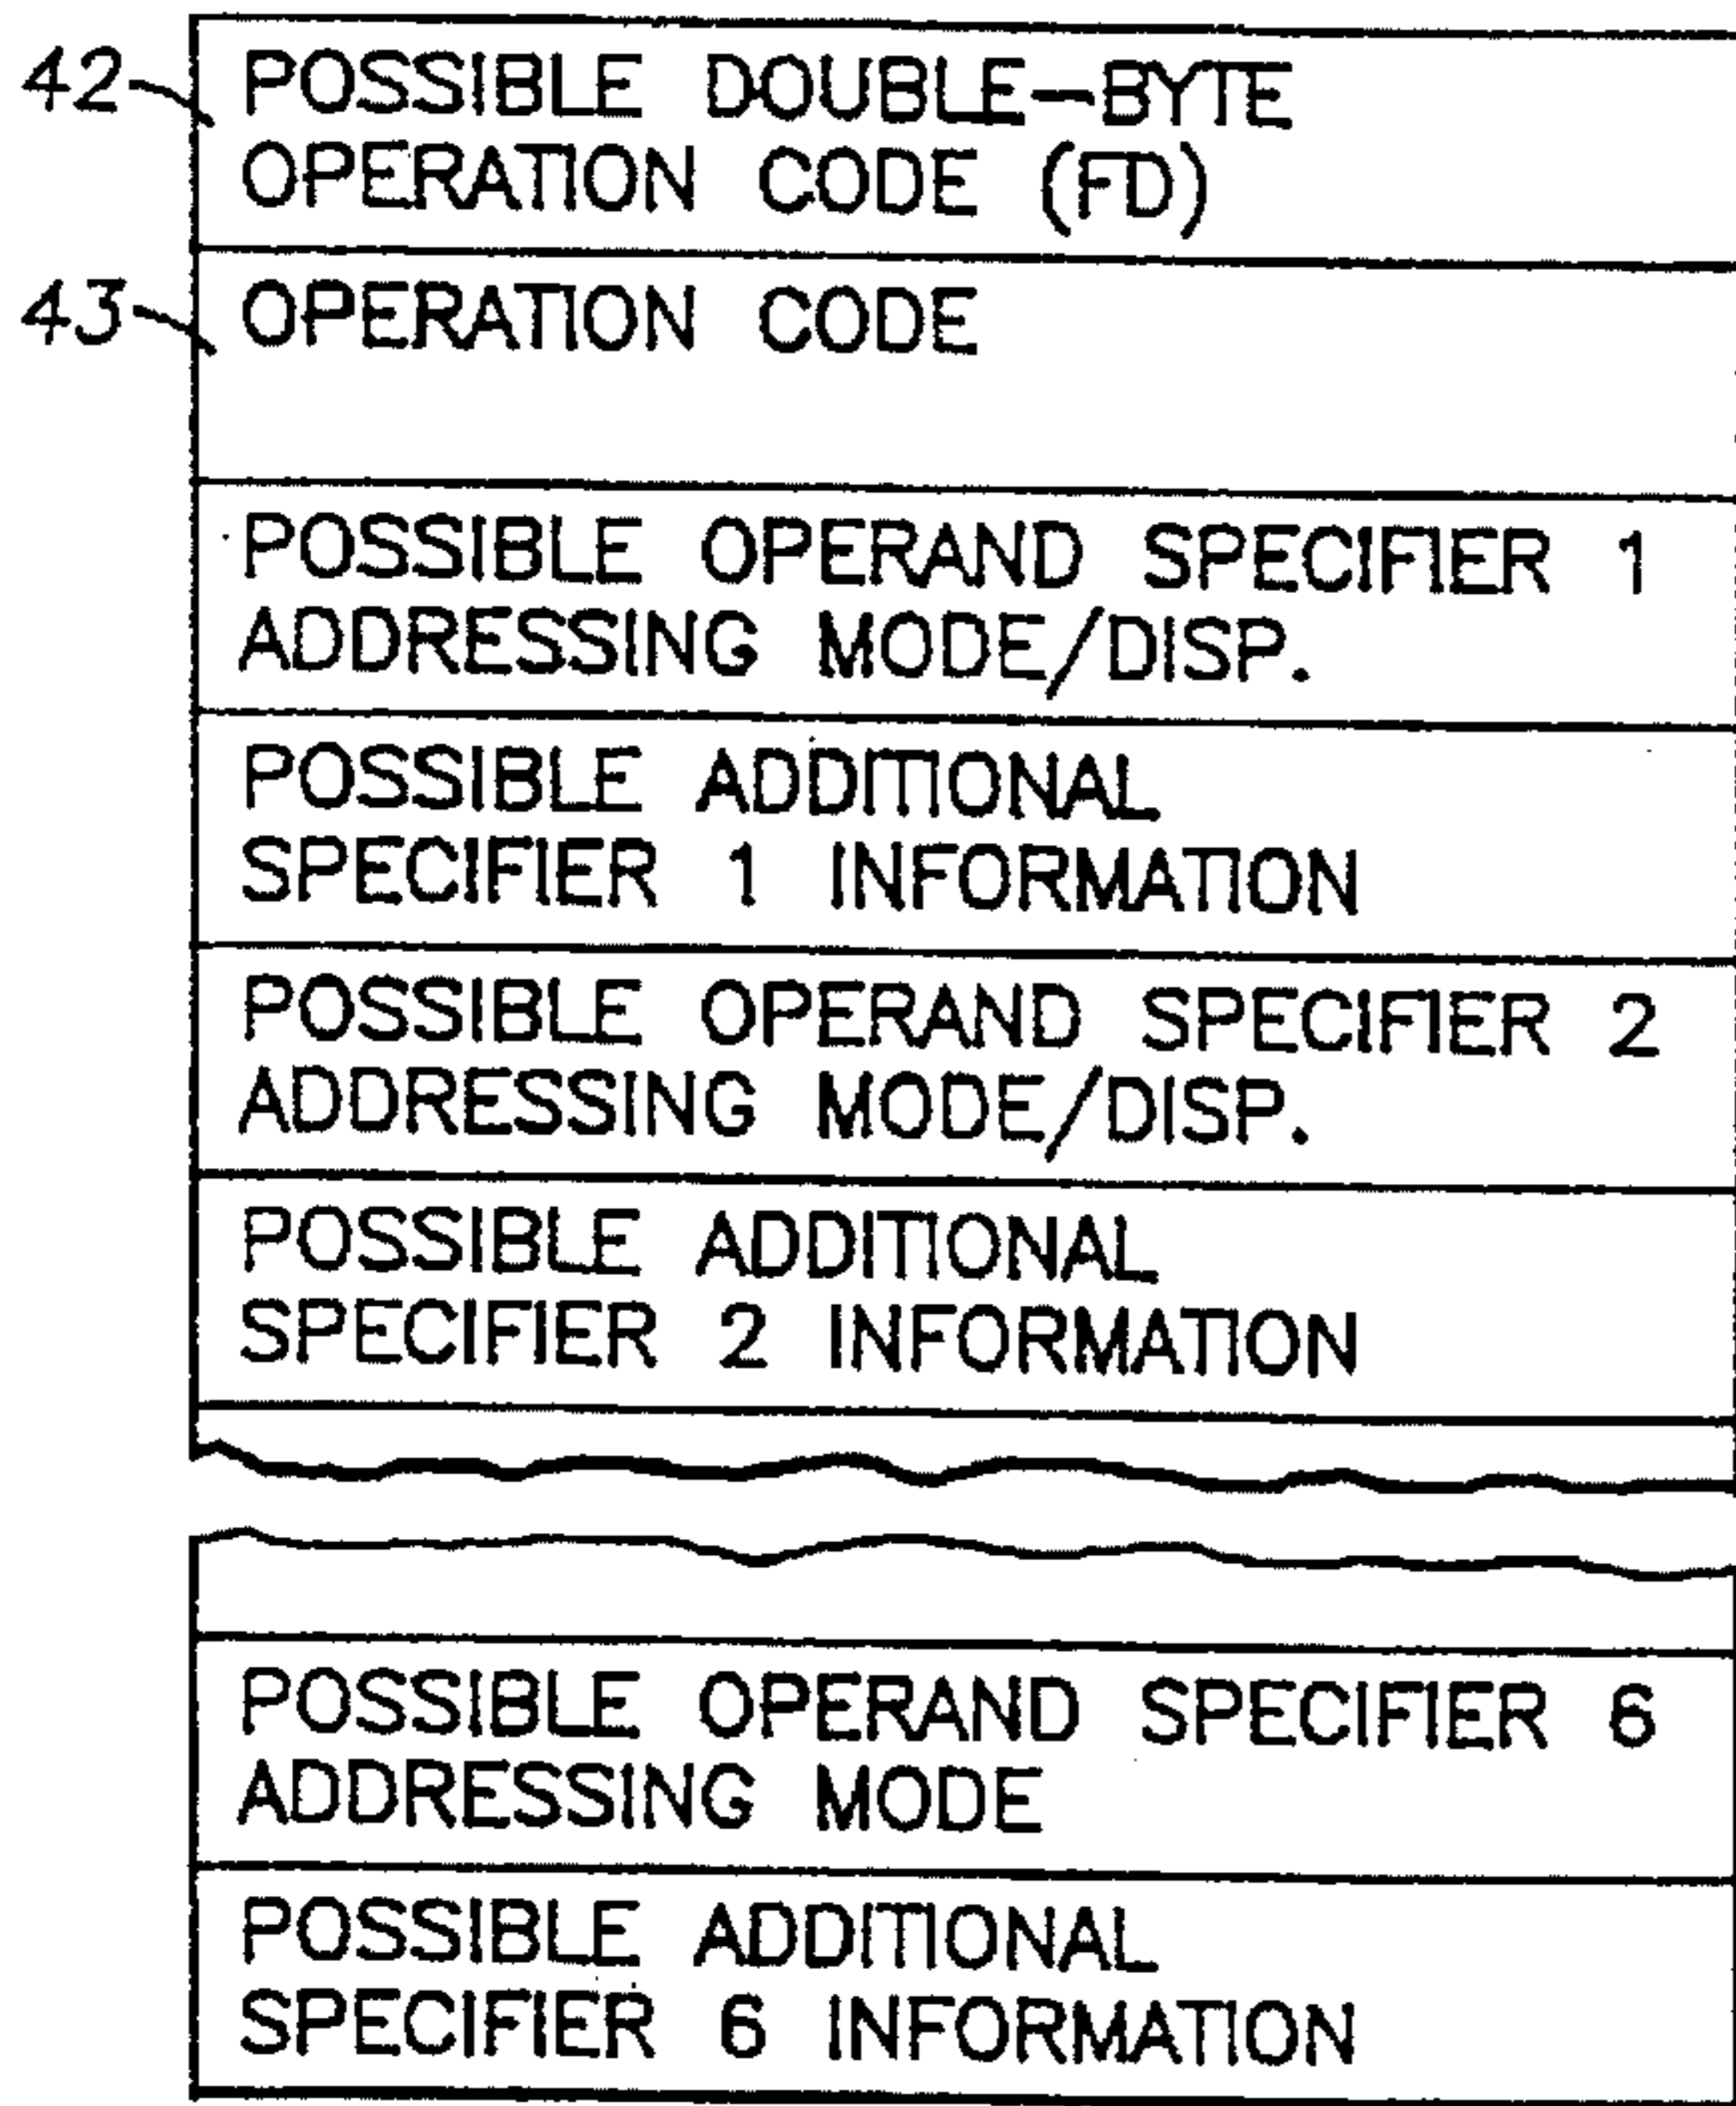 42 POSSIBLE DOUBLE-BYTE
OPERATION CODE (FD)
43 OPERATION CODE
POSSIBLE OPERAND SPECIFIER 1
ADDRESSING MODE/DISP.
POSSIBLE ADDITIONAL
SPECIFIER 1 INFORMATION
POSSIBLE OPERAND SPECIFIER 2
ADDRESSING MODE/DISP.
POSSIBLE ADDITIONAL
SPECIFIER 2 INFORMATION
POSSIBLE OPERAND SPECIFIER 6
ADDRESSING MODE
POSSIBLE ADDITIONAL
SPECIFIER 6 INFORMATION